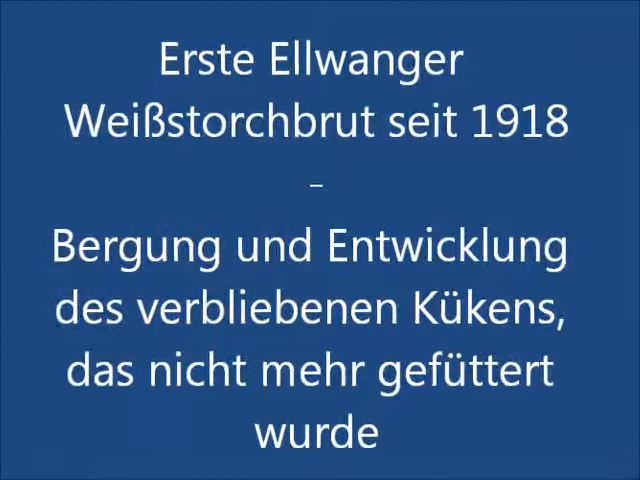 Erste Ellwanger
Weißstorchbrut seit 1918
–
Bergung und Entwicklung
des verbliebenen Kükens,
das nicht mehr gefüttert
wurde